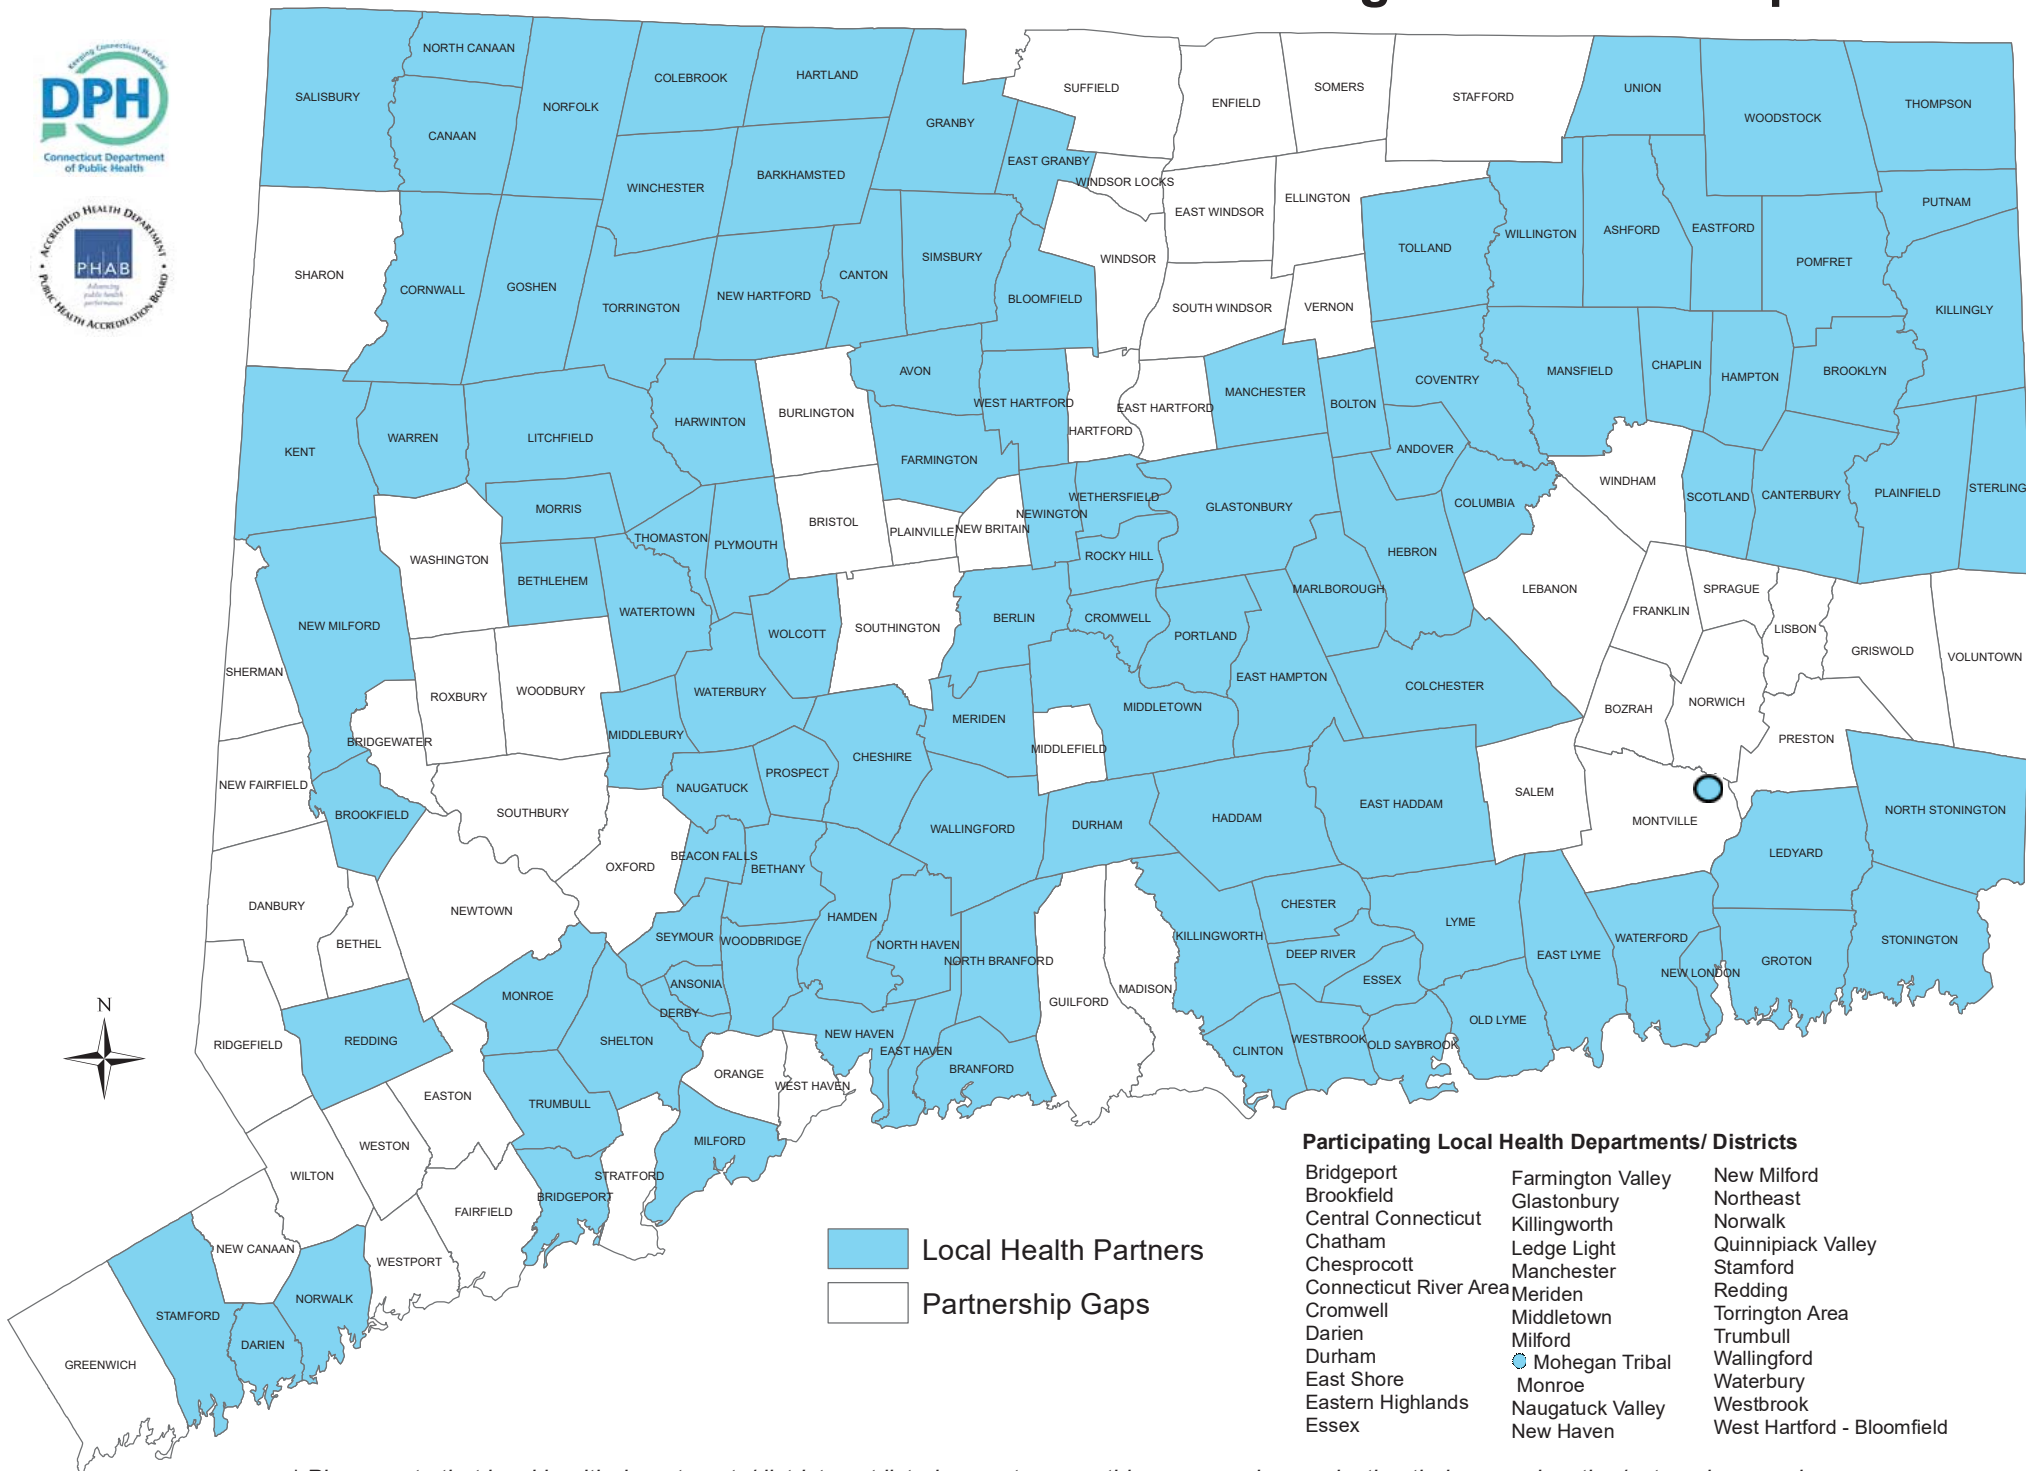 Keeping Connecticut Healthy
DPH
Connecticut Department
of Public Health
ACCREDITED HEALTH DEPARTMENT
PHAB
Advancing
public health
performance
PUBLIC HEALTH ACCREDITATION BOARD
N
SALISBURY
NORTH CANAAN
CANAAN
NORFOLK
COLEBROOK
HARTLAND
GRANBY
EAST GRANBY
SUFFIELD
ENFIELD
SOMERS
STAFFORD
UNION
WOODSTOCK
THOMPSON
WINCHESTER
BARKHAMSTED
WINDSOR LOCKS
EAST WINDSOR
ELLINGTON
TOLLAND
WILLINGTON
ASHFORD
EASTFORD
PUTNAM
POMFRET
KILLINGLY
SHARON
CORNWALL
GOSHEN
TORRINGTON
NEW HARTFORD
CANTON
SIMSBURY
BLOOMFIELD
WINDSOR
SOUTH WINDSOR
VERNON
KENT
WARREN
LITCHFIELD
HARWINTON
BURLINGTON
AVON
WEST HARTFORD
HARTFORD
EAST HARTFORD
MANCHESTER
BOLTON
COVENTRY
ANDOVER
MANSFIELD
CHAPLIN
HAMPTON
BROOKLYN
FARMINGTON
MORRIS
THOMASTON
PLYMOUTH
BRISTOL
PLAINVILLE
NEW BRITAIN
NEWINGTON
WETHERSFIELD
ROCKY HILL
GLASTONBURY
HEBRON
COLUMBIA
WINDHAM
SCOTLAND
CANTERBURY
PLAINFIELD
STERLING
WASHINGTON
BETHLEHEM
WATERTOWN
WOLCOTT
SOUTHINGTON
BERLIN
CROMWELL
PORTLAND
MARLBOROUGH
LEBANON
FRANKLIN
SPRAGUE
LISBON
GRISWOLD
VOLUNTOWN
NEW MILFORD
SHERMAN
ROXBURY
WOODBURY
BRIDGEWATER
MIDDLEBURY
WATERBURY
CHESHIRE
MERIDEN
MIDDLEFIELD
MIDDLETOWN
EAST HAMPTON
COLCHESTER
BOZRAH
NORWICH
PRESTON
NEW FAIRFIELD
BROOKFIELD
SOUTHBURY
NAUGATUCK
PROSPECT
WALLINGFORD
DURHAM
HADDAM
EAST HADDAM
SALEM
MONTVILLE
LEDYARD
NORTH STONINGTON
OXFORD
BEACON FALLS
BETHANY
DANBURY
BETHEL
NEWTOWN
SEYMOUR
WOODBRIDGE
HAMDEN
NORTH HAVEN
NORTH BRANFORD
GUILFORD
MADISON
KILLINGWORTH
CHESTER
DEEP RIVER
ESSEX
LYME
EAST LYME
WATERFORD
NEW LONDON
GROTON
STONINGTON
RIDGEFIELD
REDDING
MONROE
SHELTON
ANSONIA
DERBY
NEW HAVEN
EAST HAVEN
BRANFORD
CLINTON
WESTBROOK
OLD SAYBROOK
OLD LYME
ORANGE
WEST HAVEN
EASTON
TRUMBULL
MILFORD
STRATFORD
WESTON
WILTON
BRIDGEPORT
FAIRFIELD
NEW CANAAN
WESTPORT
NORWALK
STAMFORD
DARIEN
GREENWICH
Local Health Partners
Partnership Gaps
Participating Local Health Departments/ Districts
Bridgeport
Brookfield
Central Connecticut
Chatham
Chesprocott
Connecticut River Area
Cromwell
Darien
Durham
East Shore
Eastern Highlands
Essex
Farmington Valley
Glastonbury
Killingworth
Ledge Light
Manchester
Meriden
Middletown
Milford
Mohegan Tribal
Monroe
Naugatuck Valley
New Haven
New Milford
Northeast
Norwalk
Quinnipiack Valley
Stamford
Redding
Torrington Area
Trumbull
Wallingford
Waterbury
Westbrook
West Hartford - Bloomfield